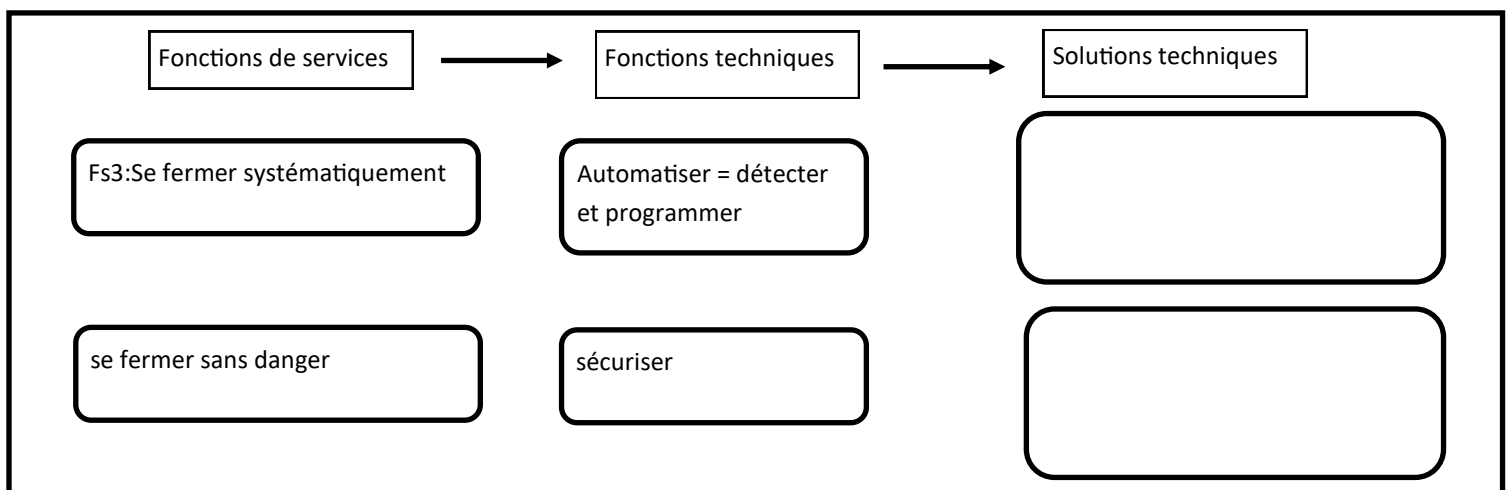 Fonctions de services
Fonctions techniques
Solutions techniques
Fs3:Se fermer systématiquement
Automatiser = détecter
et programmer
se fermer sans danger
sécuriser